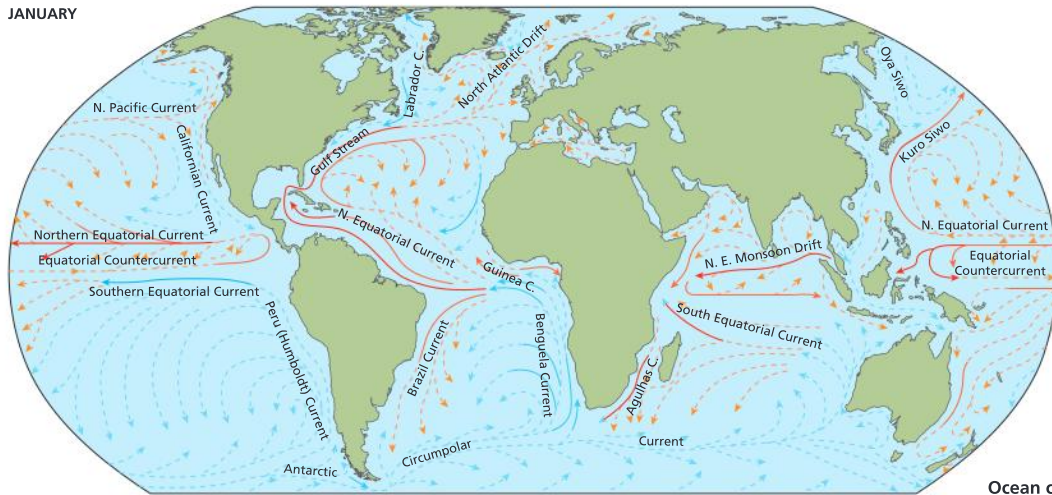 JANUARY
Labrador C.
North Atlantic Drift
Oya Siwo
N. Pacific Current
Californian Current
Gulf Stream
Kuro Siwo
N. Equatorial Current
N. Equatorial Current
Northern Equatorial Current
Equatorial Countercurrent
Guinea C.
N. E. Monsoon Drift
Equatorial
Countercurrent
Southern Equatorial Current
Peru (Humboldt) Current
Brazil Current
Benguela Current
Agulhas C.
South Equatorial Current
Antarctic
Circumpolar
Current
Ocean